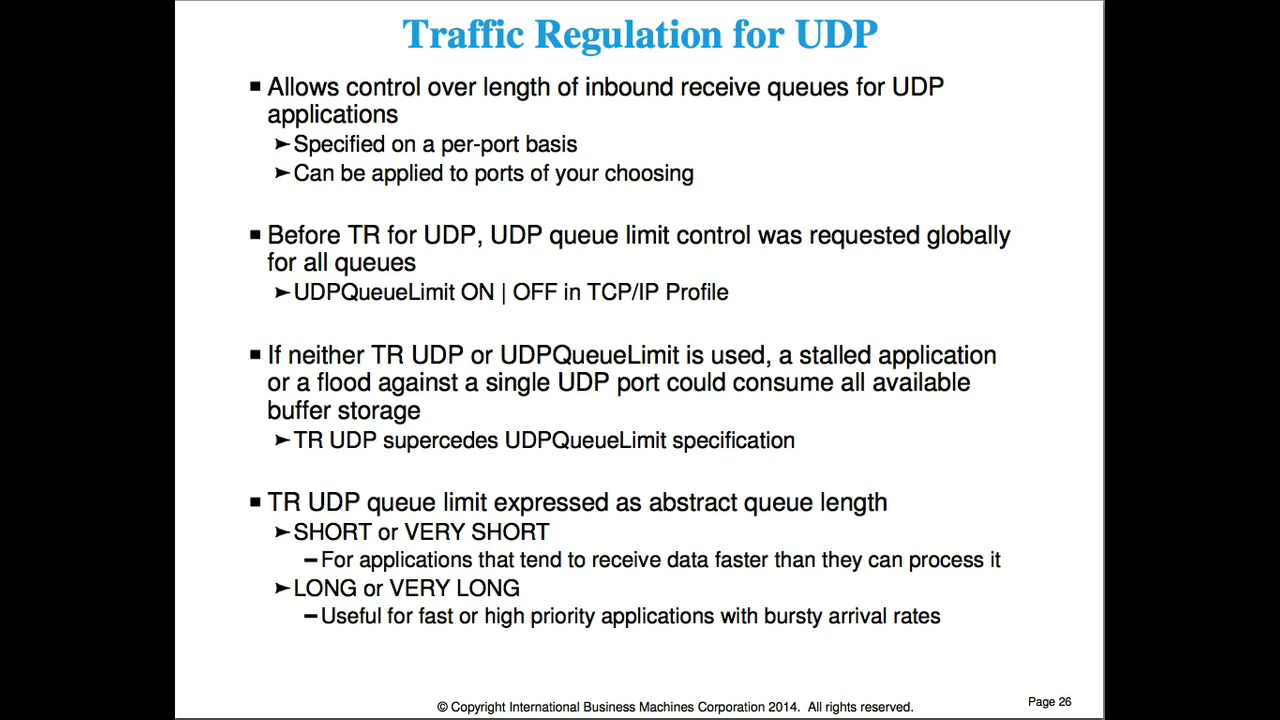 Traffic Regulation for UDP
■ Allows control over length of inbound receive queues for UDP
applications
➤Specified on a per-port basis
➤Can be applied to ports of your choosing
■ Before TR for UDP, UDP queue limit control was requested globally
for all queues
➤UDPQueueLimit ON | OFF in TCP/IP Profile
■ If neither TR UDP or UDPQueueLimit is used, a stalled application
or a flood against a single UDP port could consume all available
buffer storage
➤TR UDP supercedes UDPQueueLimit specification
■ TR UDP queue limit expressed as abstract queue length
➤SHORT or VERY SHORT
–For applications that tend to receive data faster than they can process it
➤LONG or VERY LONG
–Useful for fast or high priority applications with bursty arrival rates
© Copyright International Business Machines Corporation 2014. All rights reserved.
Page 26